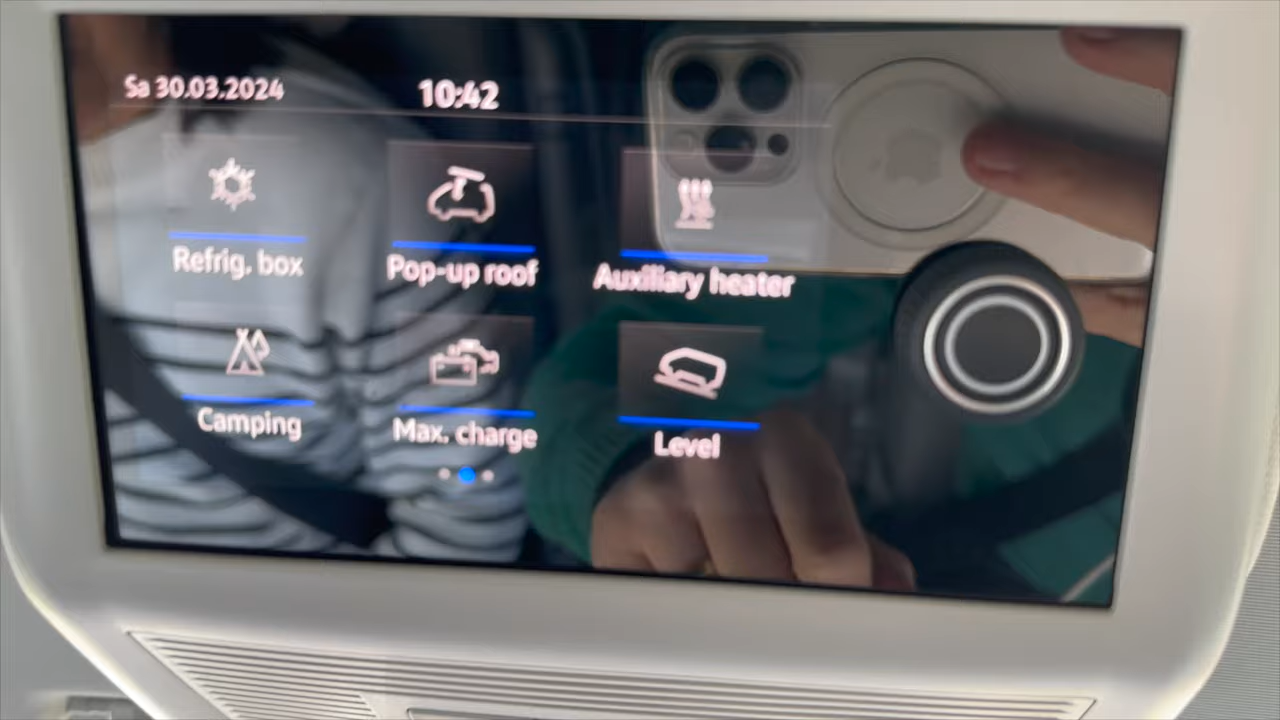 Sa 30.03.2024
10:42
Refrig. box
Pop-up roof
Auxiliary heater
Camping
Max. charge
Level